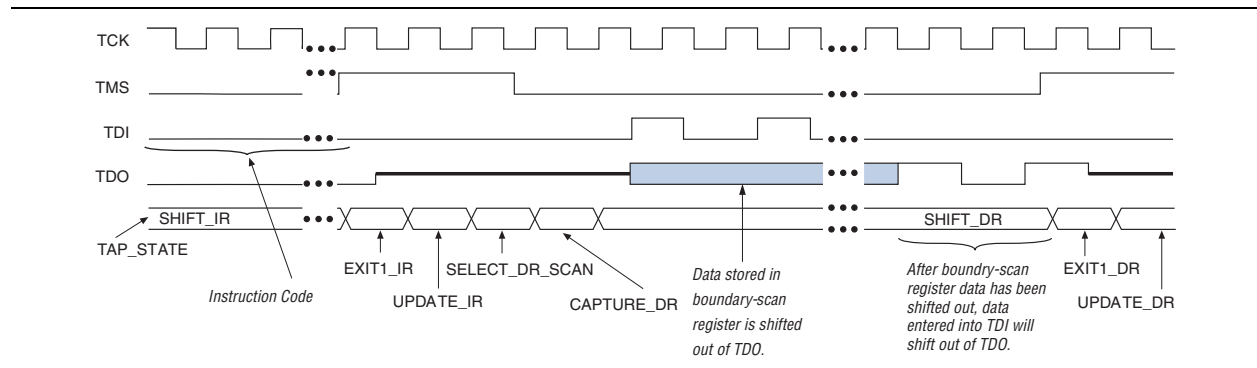 TCK
TMS
TDI
TDO
SHIFT_IR
SHIFT_DR
TAP_STATE
EXIT1_IR
SELECT_DR_SCAN
Data stored in
boundary-scan
register is shifted
out of TDO.
After boundry-scan
register data has been
shifted out, data
entered into TDI will
shift out of TDO.
EXIT1_DR
Instruction Code
UPDATE_IR
CAPTURE_DR
UPDATE_DR